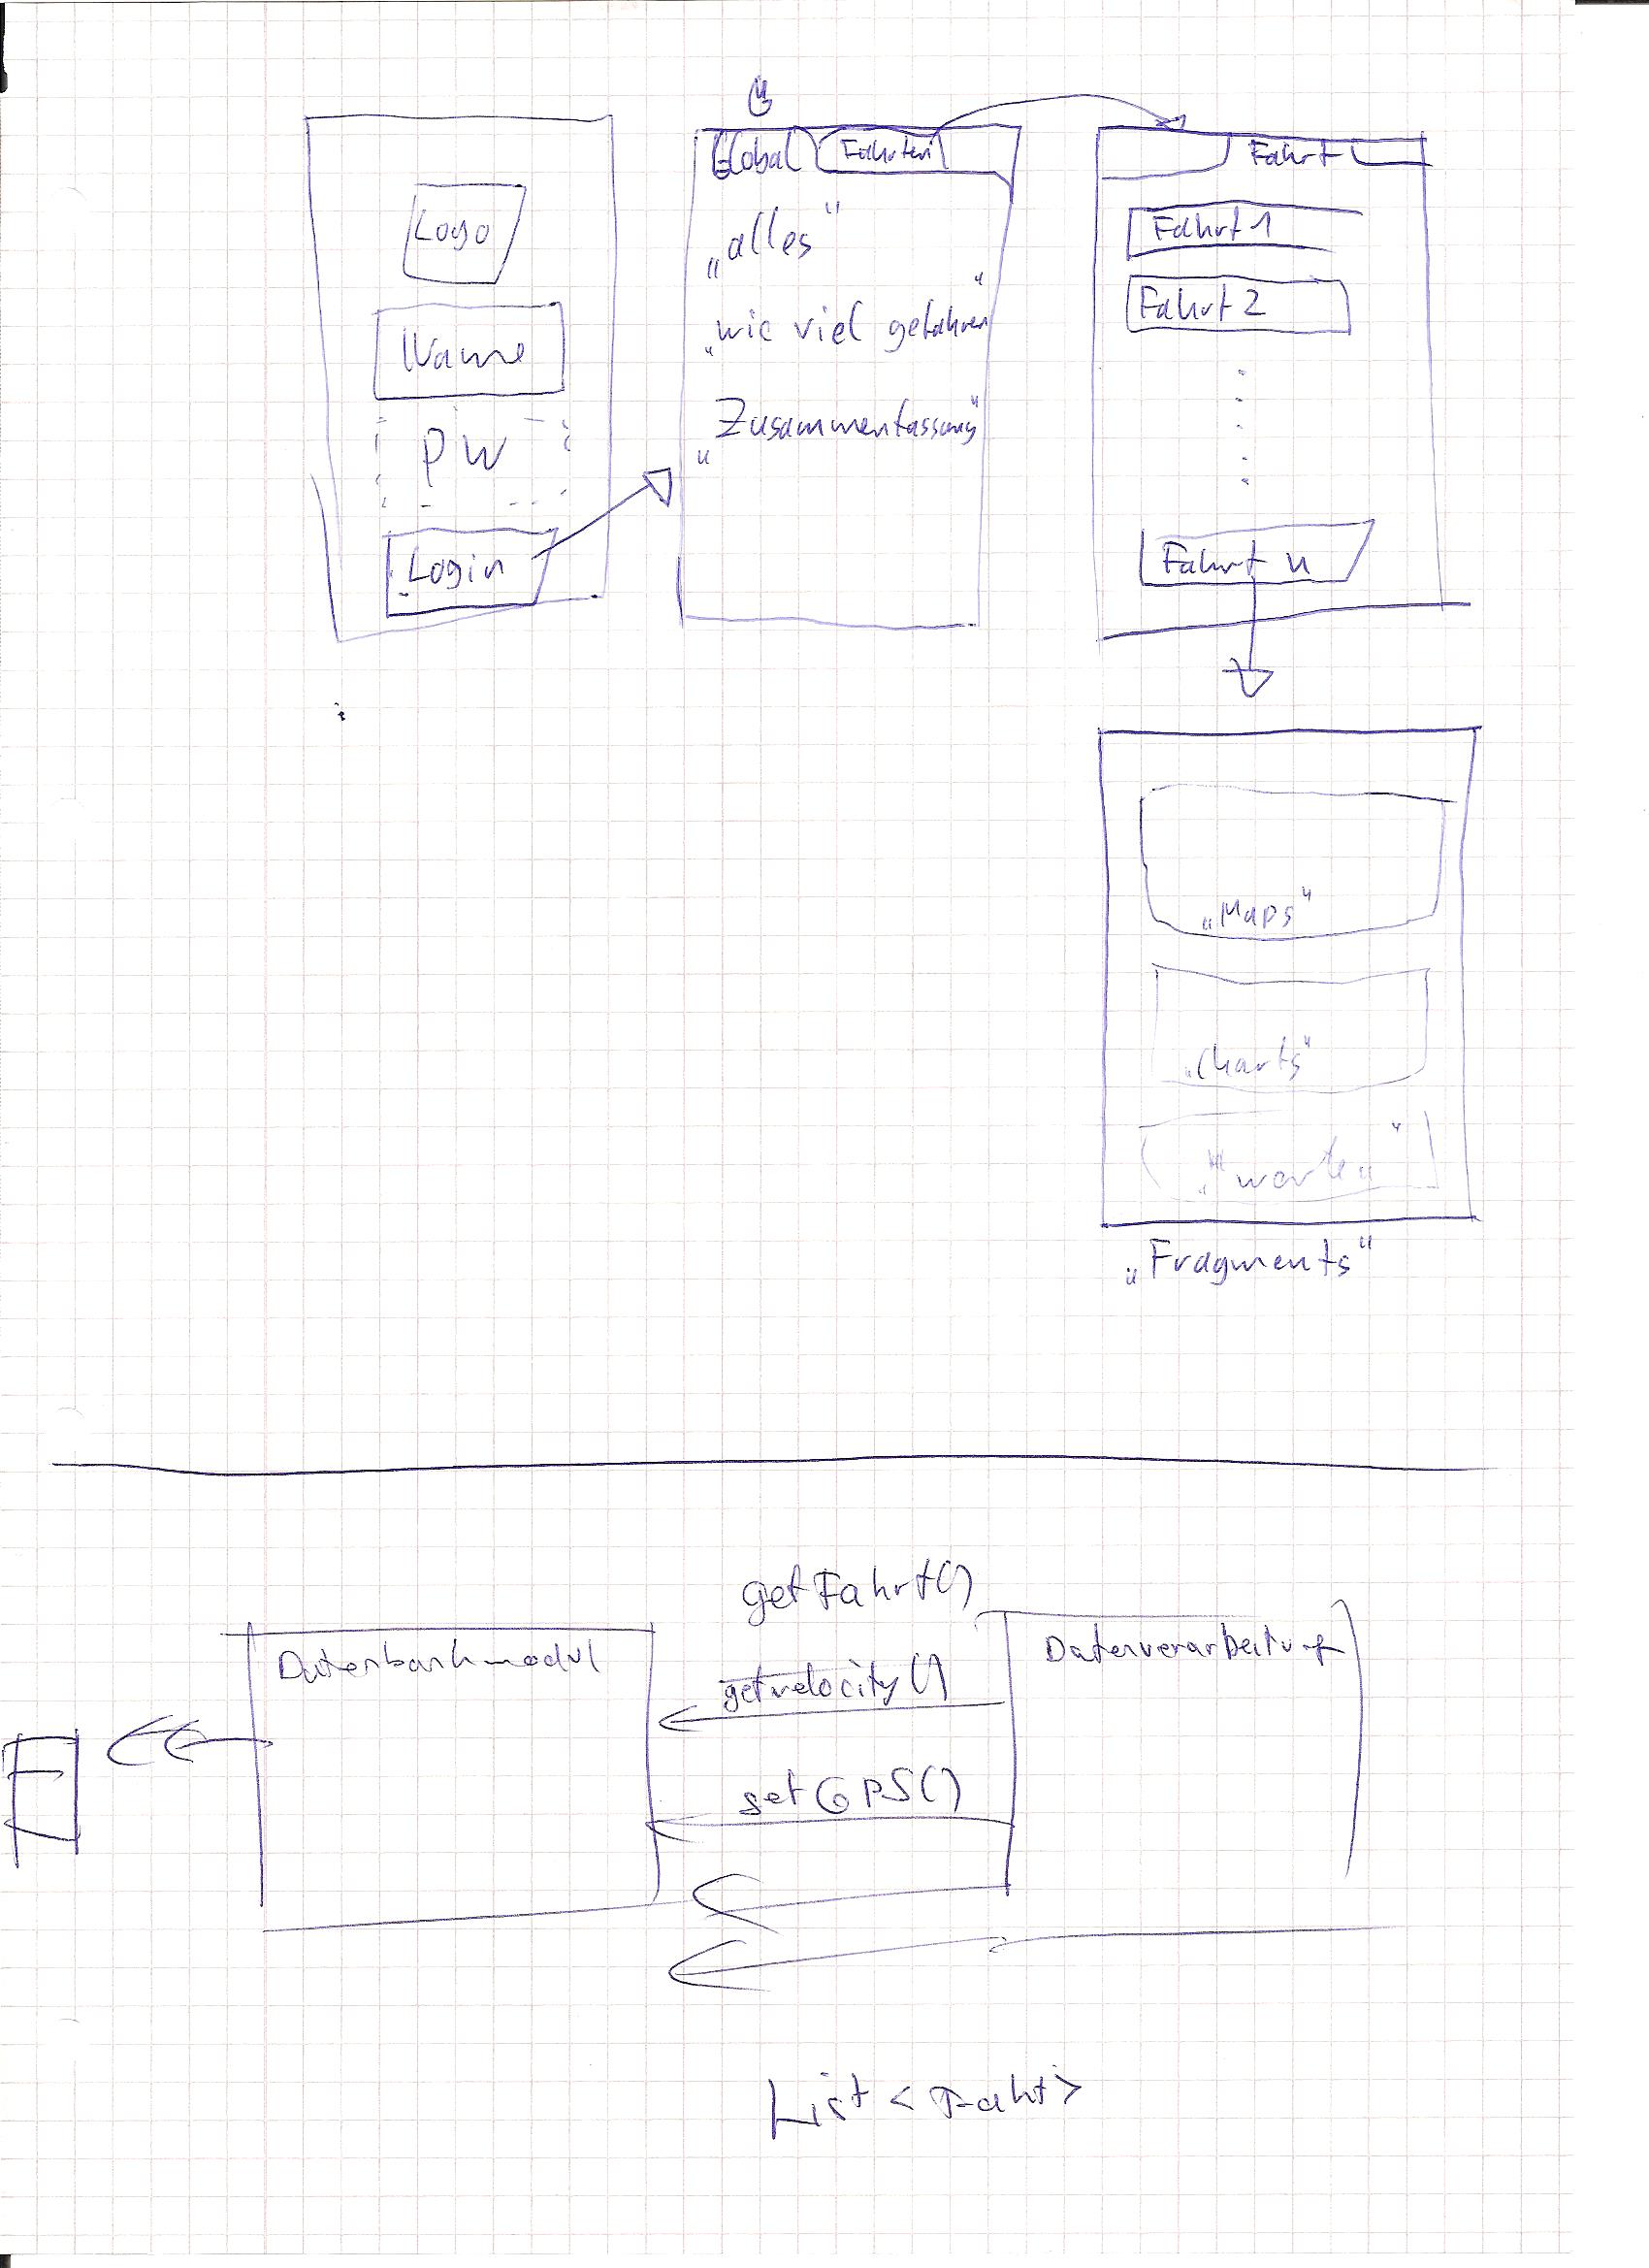 Logo
Name
PW
Login
Global Fahrten
„alles"
„wie viel gefahren"
„Zusammenfassung"
Fahrt
Fahrt 1
Fahrt 2
Fahrt n
„Maps"
„Charts"
„Fragments"
getFahrt()
Datenbankmodul
Datenverarbeitung
getvelocity()
setGPS()
List <Fahrt>